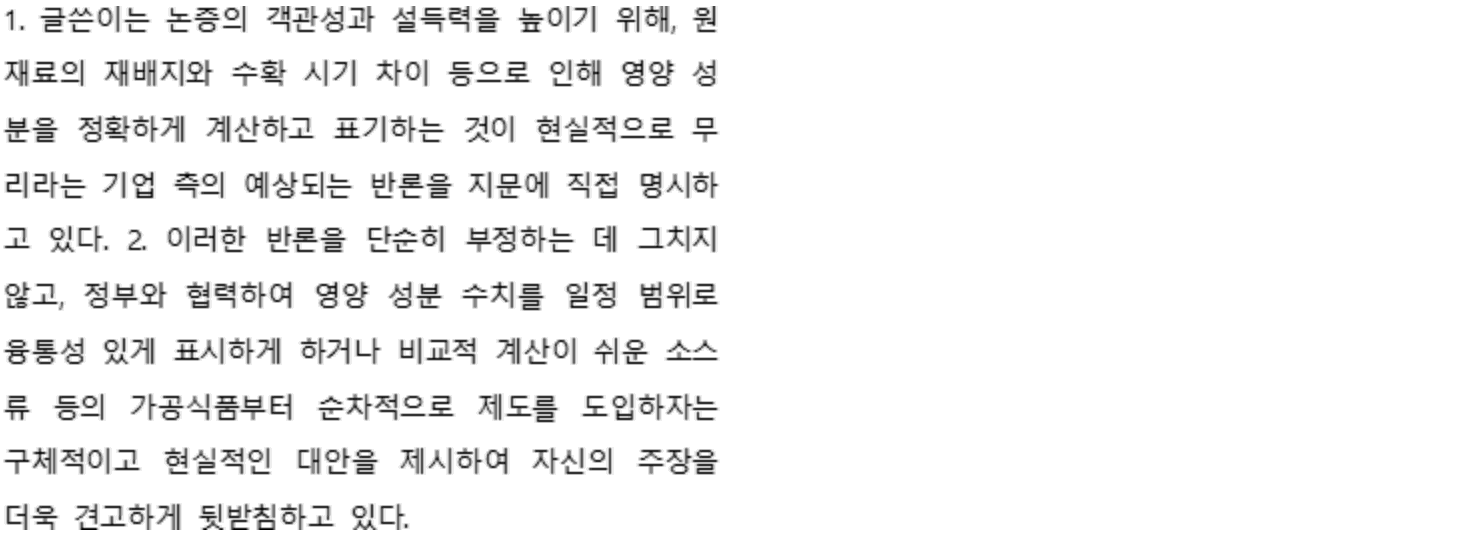 1. 글쓴이는 논증의 객관성과 설득력을 높이기 위해, 원
재료의 재배지와 수확 시기 차이 등으로 인해 영양 성
분을 정확하게 계산하고 표기하는 것이 현실적으로 무
리라는 기업 측의 예상되는 반론을 지문에 직접 명시하
고 있다. 2. 이러한 반론을 단순히 부정하는 데 그치지
않고, 정부와 협력하여 영양 성분 수치를 일정 범위로
융통성 있게 표시하게 하거나 비교적 계산이 쉬운 소스
류 등의 가공식품부터 순차적으로 제도를 도입하자는
구체적이고 현실적인 대안을 제시하여 자신의 주장을
더욱 견고하게 뒷받침하고 있다.